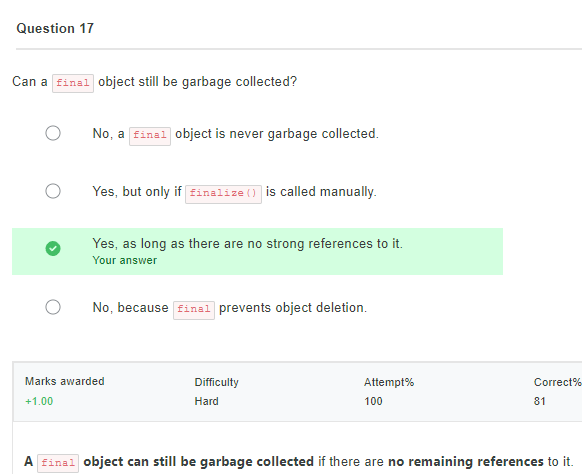 Question 17
Can a final object still be garbage collected?
No, a final object is never garbage collected.
Yes, but only if finalize() is called manually.
Yes, as long as there are no strong references to it.
Your answer
No, because final prevents object deletion.
Marks awarded Difficulty Attempt% Correct%
+1.00 Hard 100 81
A final object can still be garbage collected if there are no remaining references to it.